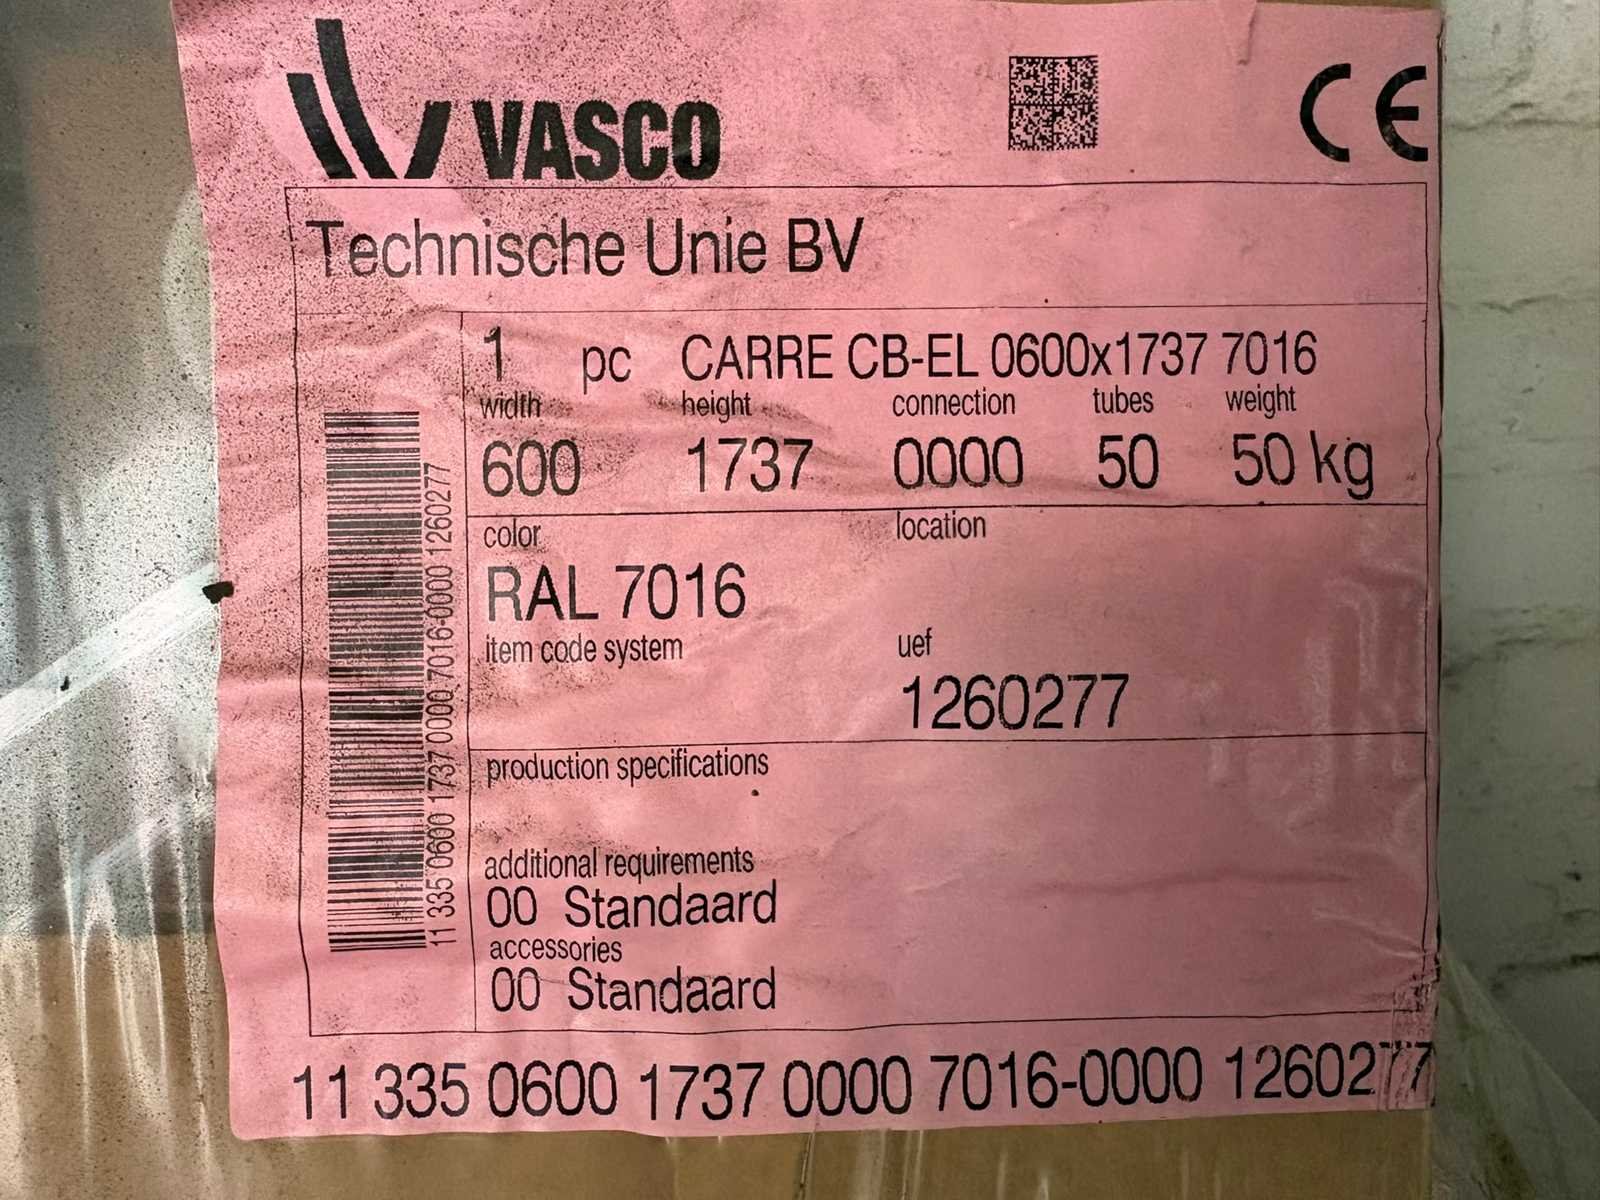 VASCO
CE
Technische Unie BV
1 pc CARRE CB-EL 0600x1737 7016
width height connection tubes weight
600 1737 0000 50 50 kg
color location
RAL 7016
item code system uef
1260277
production specifications
additional requirements
00 Standaard
accessories
00 Standaard
11 335 0600 1737 0000 7016-0000 1260277
11 335 0600 1737 0000 7016-0000 1260277